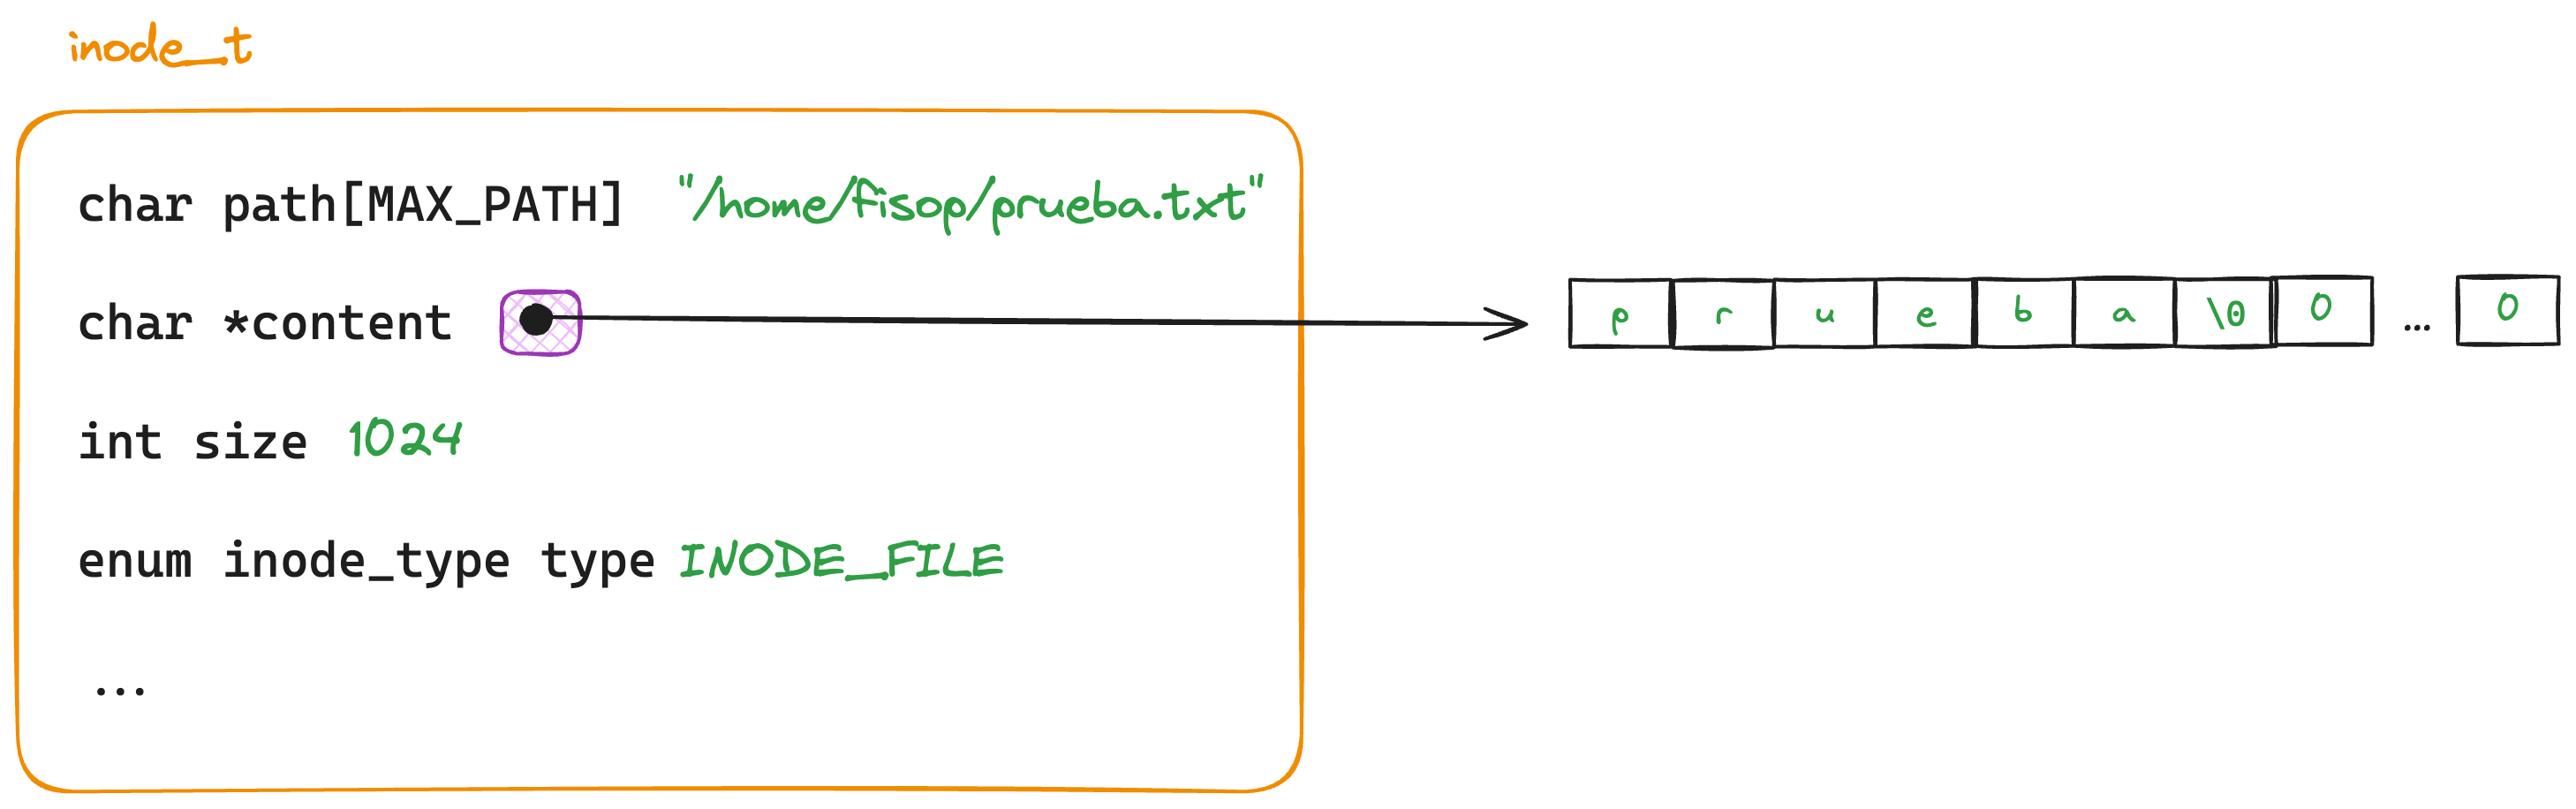 inode_t
char path[MAX_PATH] "/home/fisop/prueba.txt"
char *content
p r u e b a \0 0 ... 0
int size 1024
enum inode_type type INODE_FILE
...